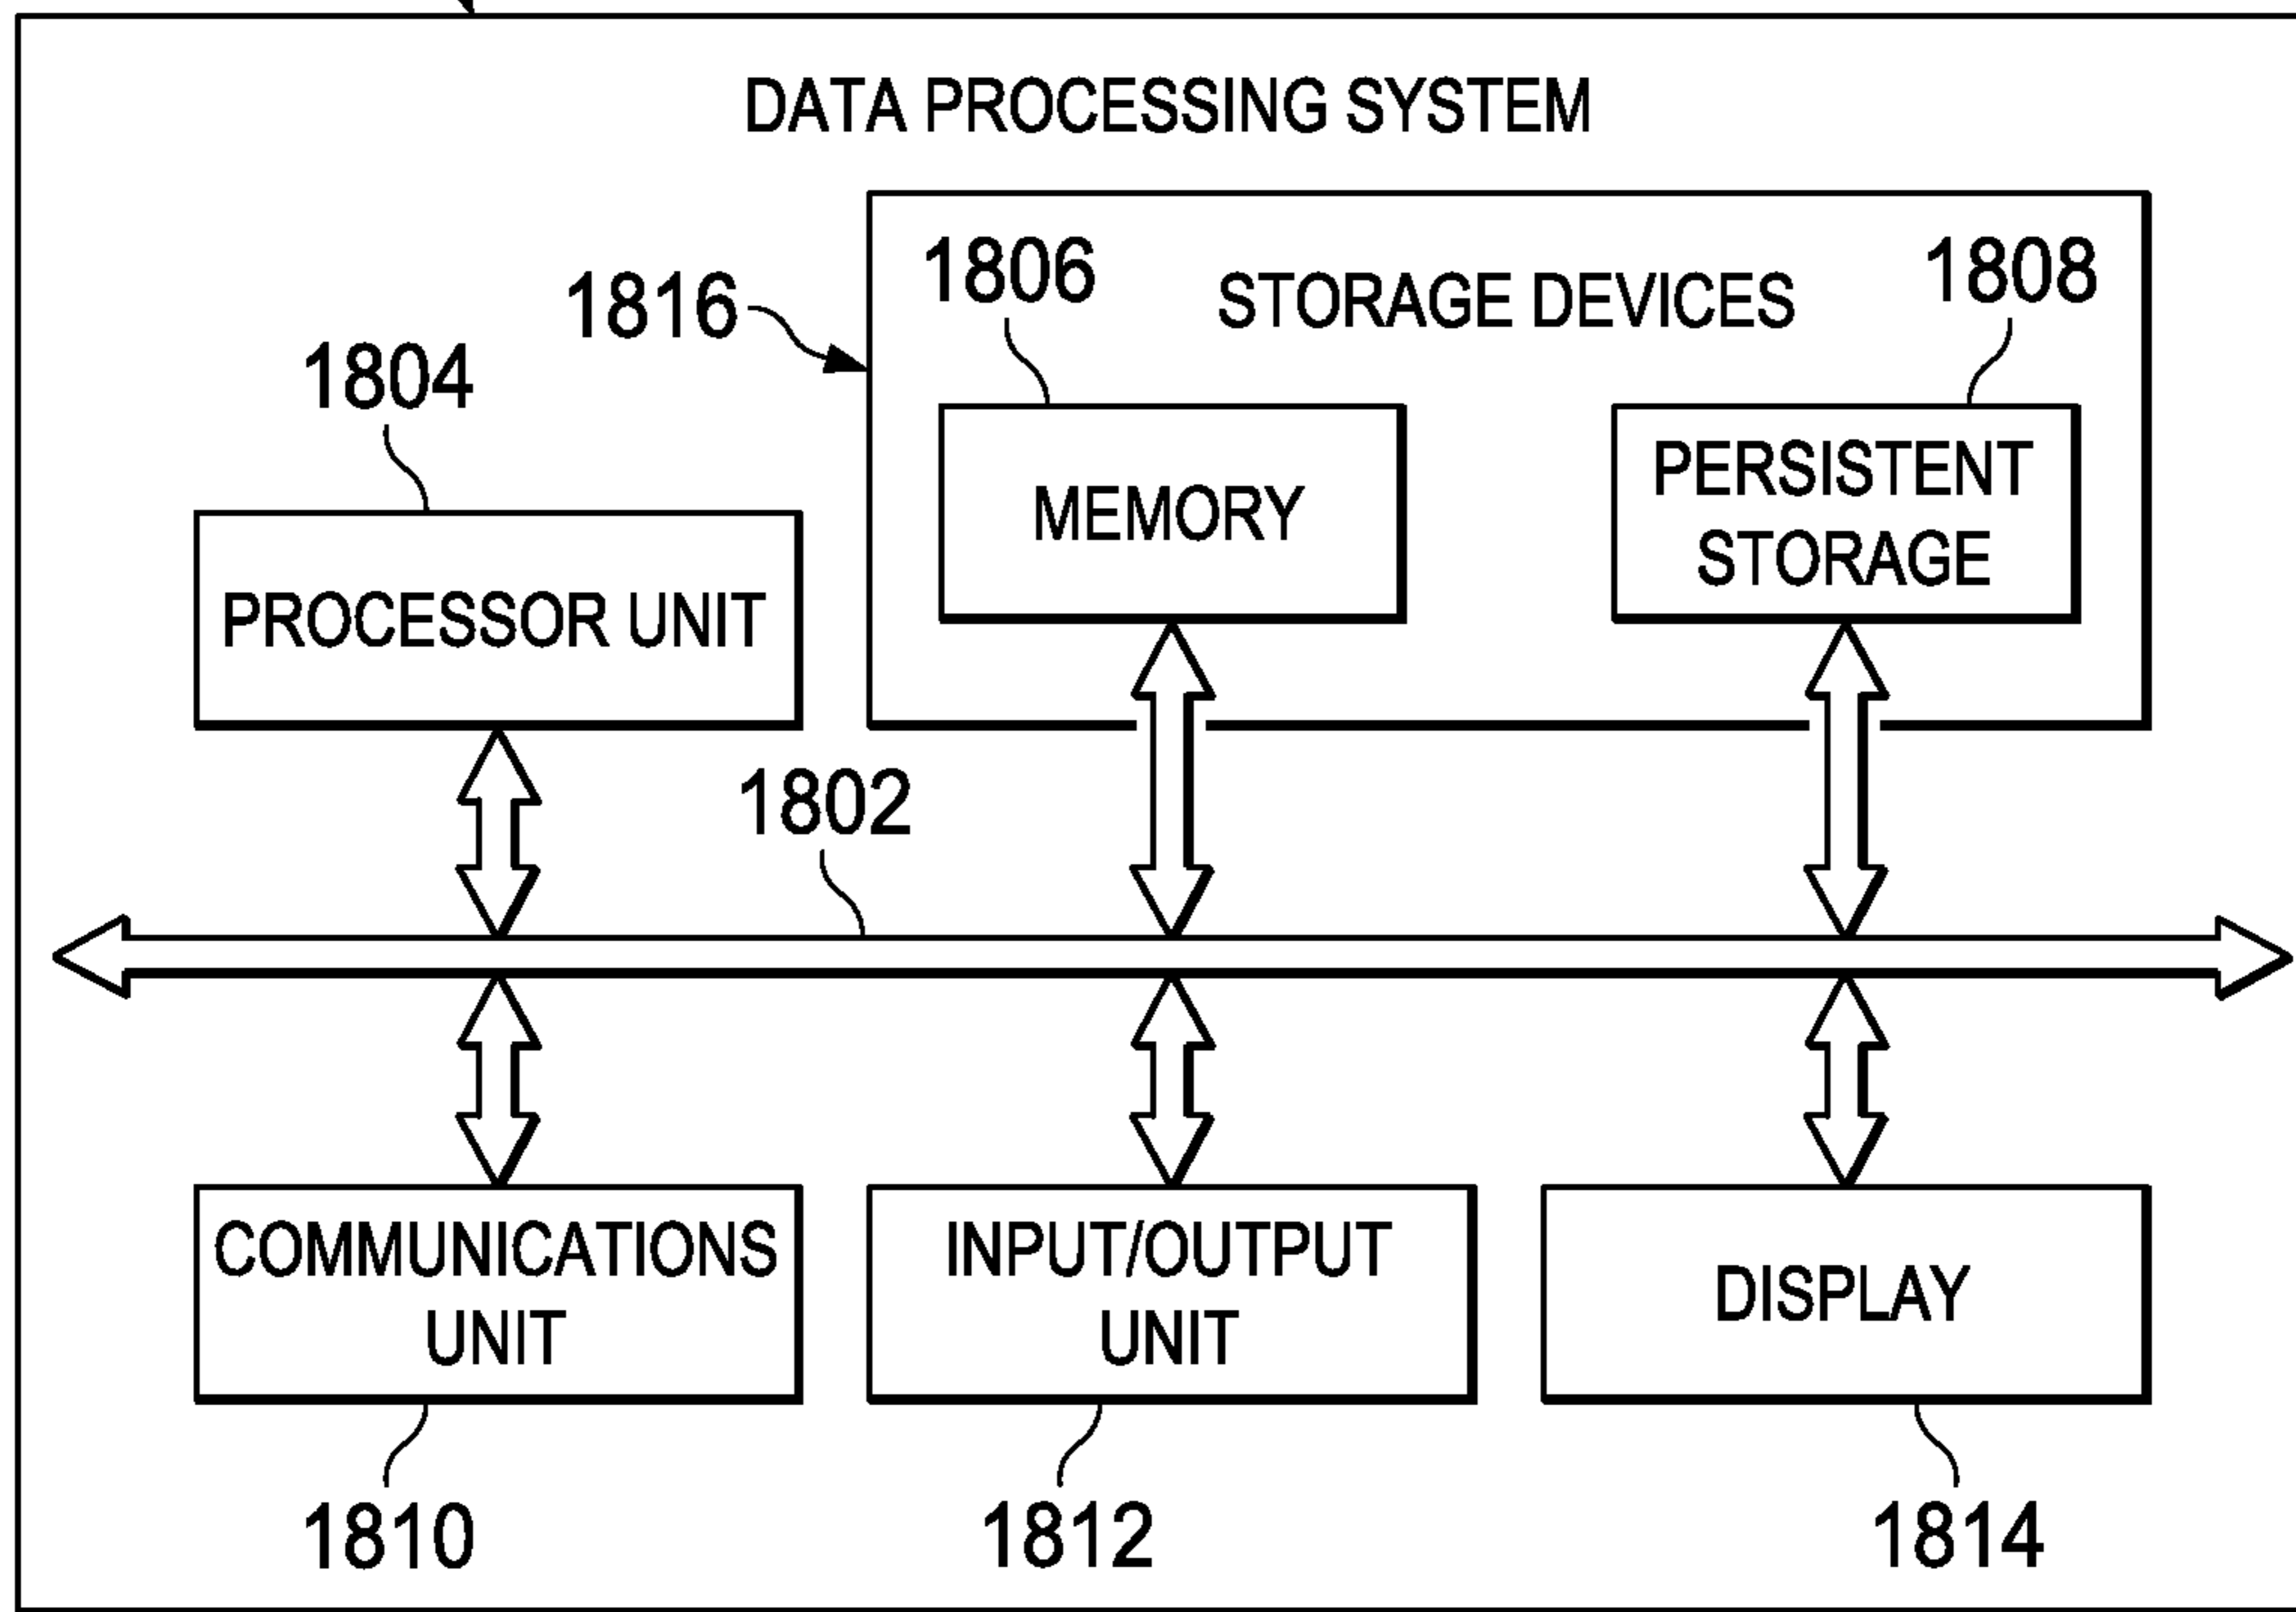 DATA PROCESSING SYSTEM
1816
1806
STORAGE DEVICES
1808
1804
MEMORY
PERSISTENT
STORAGE
PROCESSOR UNIT
1802
COMMUNICATIONS
UNIT
INPUT/OUTPUT
UNIT
DISPLAY
1810
1812
1814